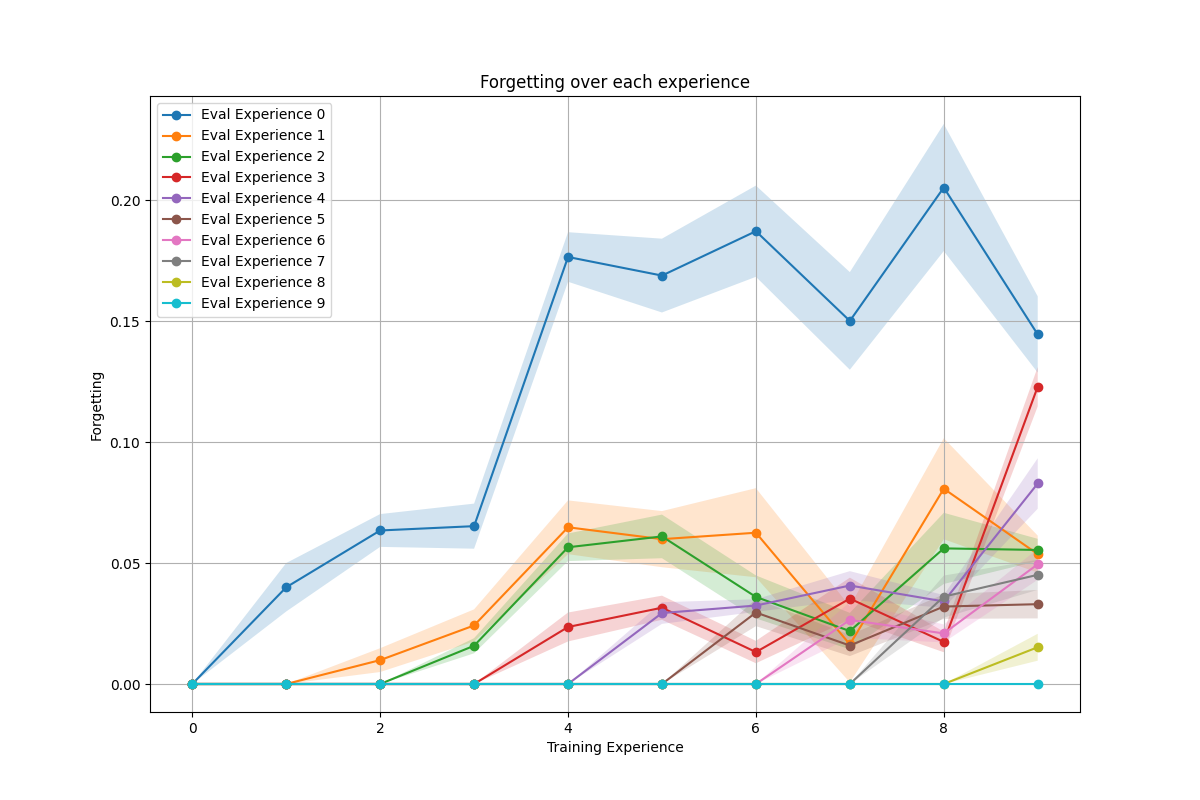 Forgetting over each experience
Eval Experience 0
Eval Experience 1
Eval Experience 2
Eval Experience 3
Eval Experience 4
Eval Experience 5
Eval Experience 6
Eval Experience 7
Eval Experience 8
Eval Experience 9
Forgetting
0.20
0.15
0.10
0.05
0.00
0 2 4 6 8
Training Experience